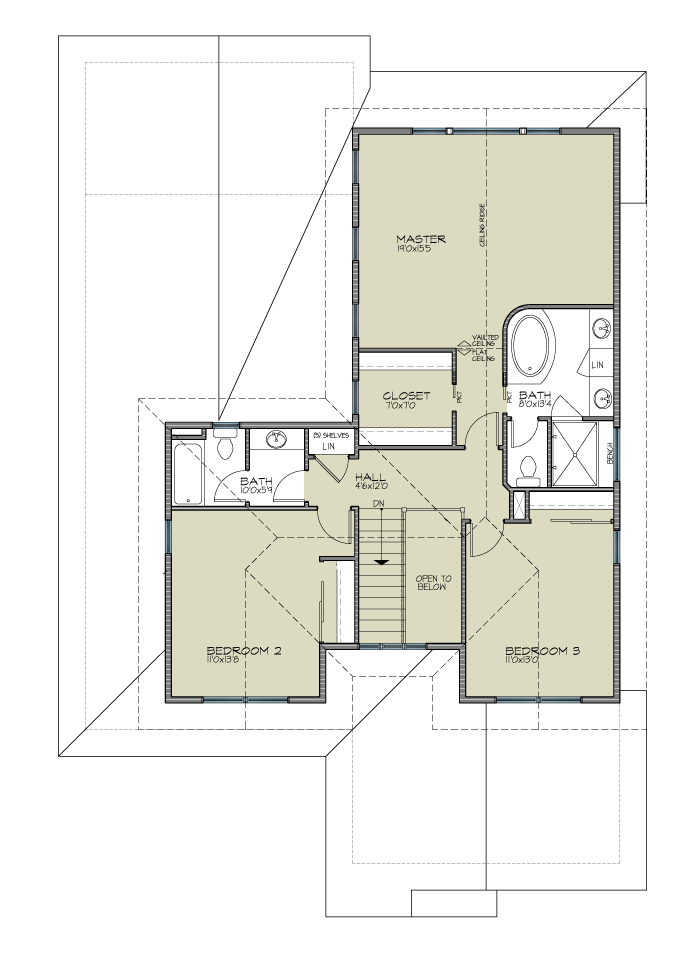 MASTER
19'0x15'5
CEILING RIDGE
VAULTED
CEILING
FLAT
CEILING
LIN
CLOSET
7'0x7'0
PKT
PKT
BATH
8'0x13'4
(5) SHELVES
LIN
BENCH
BATH
10'0x5'9
HALL
4'6x12'0
DN
OPEN TO
BELOW
BEDROOM 2
11'0x13'6
BEDROOM 3
11'0x13'0